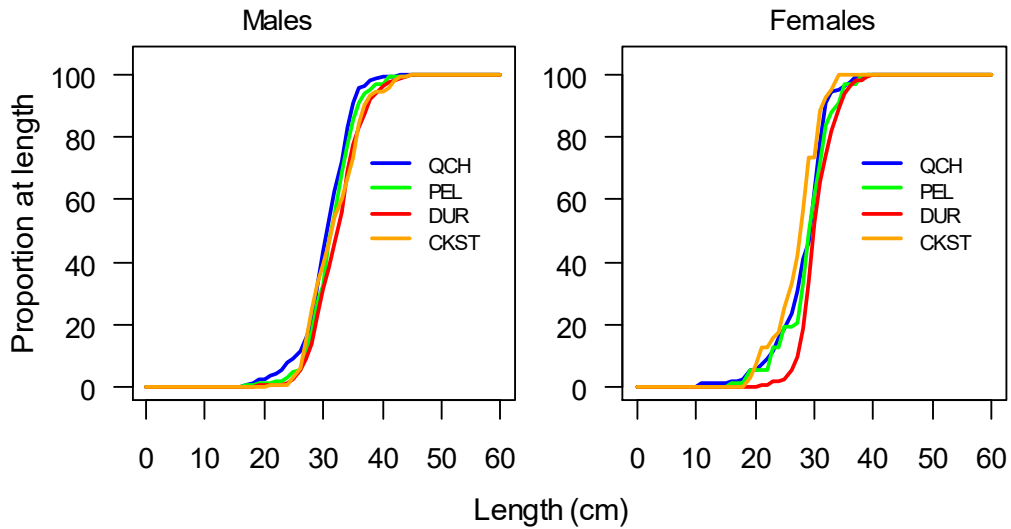 Males
Females
Proportion at length
100
80
60
40
20
0
QCH
PEL
DUR
CKST
0 10 20 30 40 50 60
100
80
60
40
20
0
QCH
PEL
DUR
CKST
0 10 20 30 40 50 60
Length (cm)